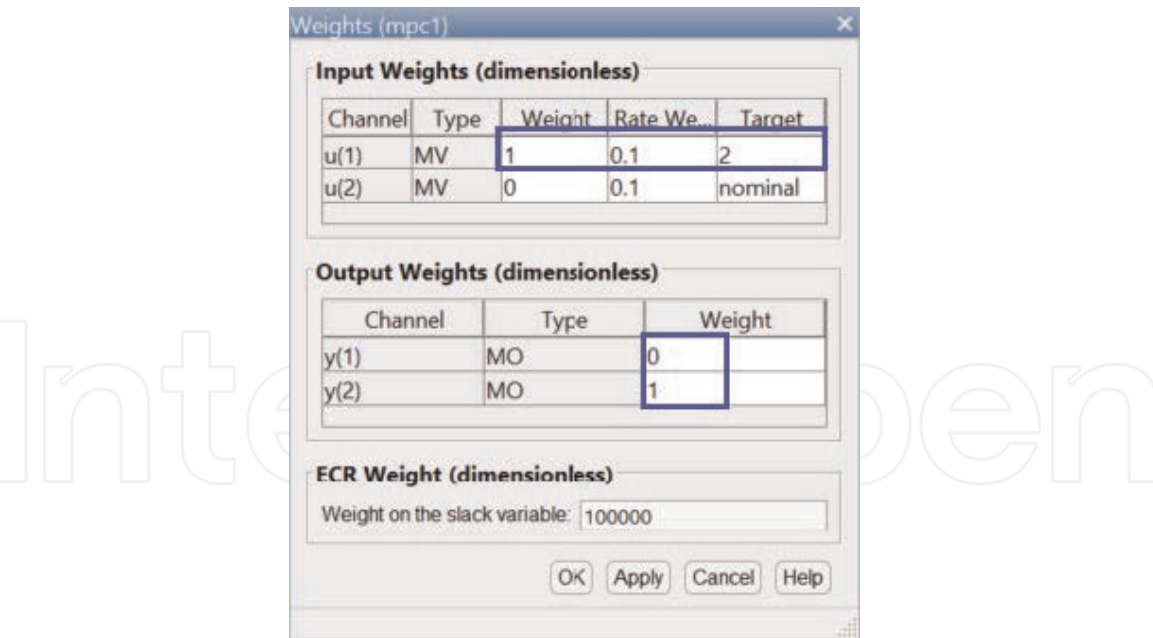 Weights (mpc1)
Input Weights (dimensionless)
Channel Type Weight Rate We... Target
u(1) MV 1 0.1 2
u(2) MV 0 0.1 nominal
Output Weights (dimensionless)
Channel Type Weight
y(1) MO 0
y(2) MO 1
ECR Weight (dimensionless)
Weight on the slack variable: 100000
OK Apply Cancel Help